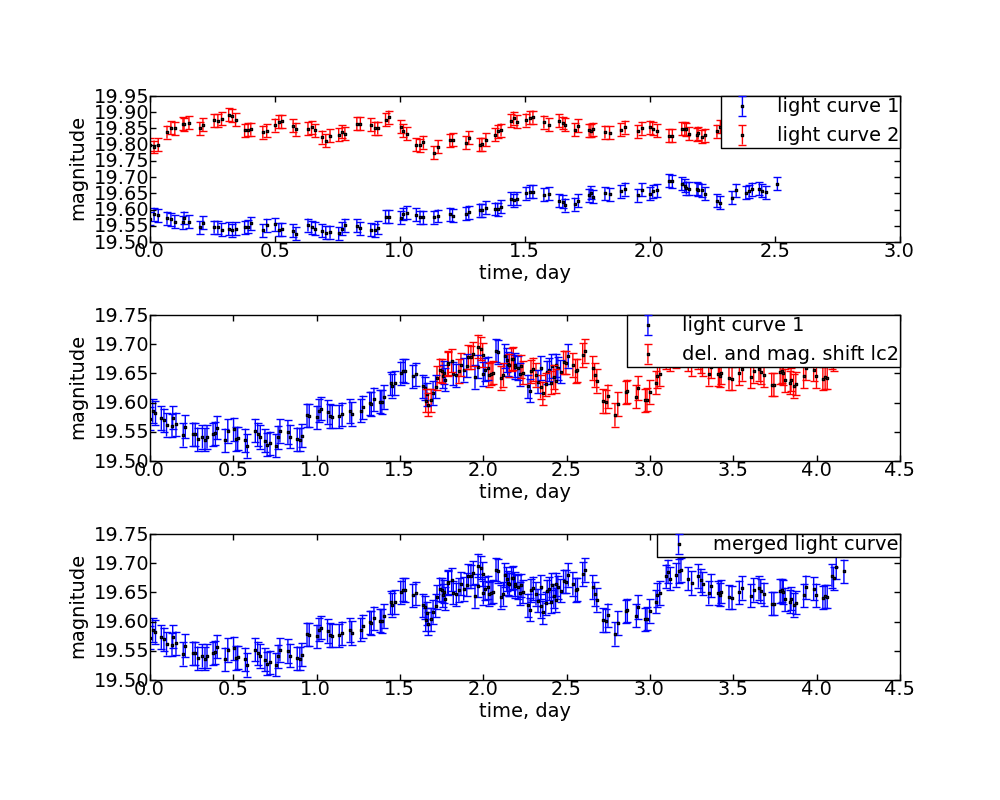 19.95
19.90
19.85
19.80
19.75
19.70
19.65
19.60
19.55
19.50
magnitude
light curve 1
light curve 2
0.0 0.5 1.0 1.5 2.0 2.5 3.0
time, day
19.75
19.70
19.65
19.60
19.55
19.50
magnitude
light curve 1
del. and mag. shift lc2
0.0 0.5 1.0 1.5 2.0 2.5 3.0 3.5 4.0 4.5
time, day
19.75
19.70
19.65
19.60
19.55
19.50
magnitude
merged light curve
0.0 0.5 1.0 1.5 2.0 2.5 3.0 3.5 4.0 4.5
time, day